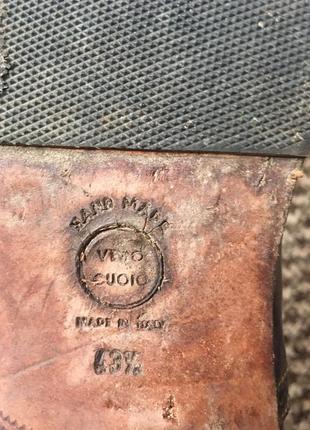 HAND MADE
VERO
CUOIO
MADE IN ITALY
43½